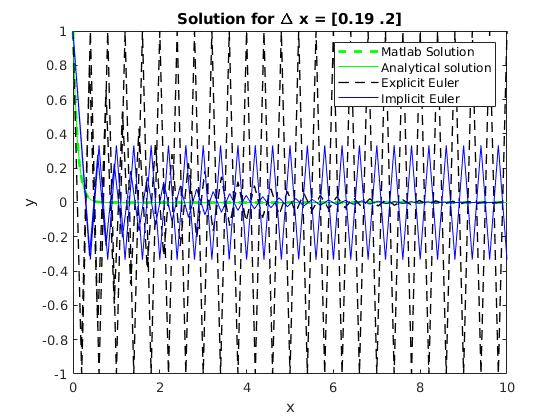 Solution for Δ x = [0.19 .2]
Matlab Solution
Analytical solution
Explicit Euler
Implicit Euler
1
0.8
0.6
0.4
0.2
0
-0.2
-0.4
-0.6
-0.8
-1
y
0 2 4 6 8 10
x